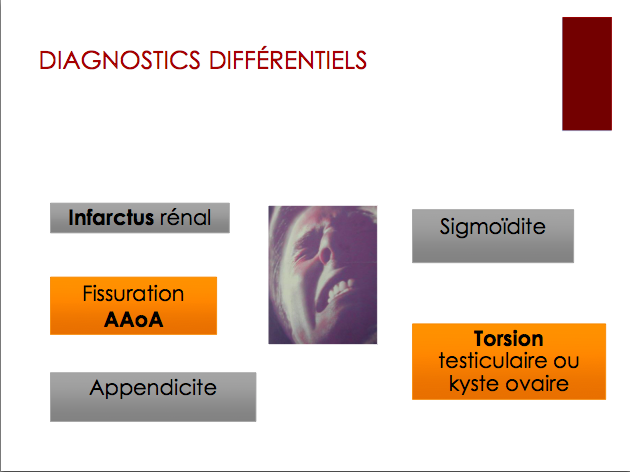 DIAGNOSTICS DIFFÉRENTIELS
Infarctus rénal
Fissuration
AAoA
Appendicite
Sigmoïdite
Torsion
testiculaire ou
kyste ovaire